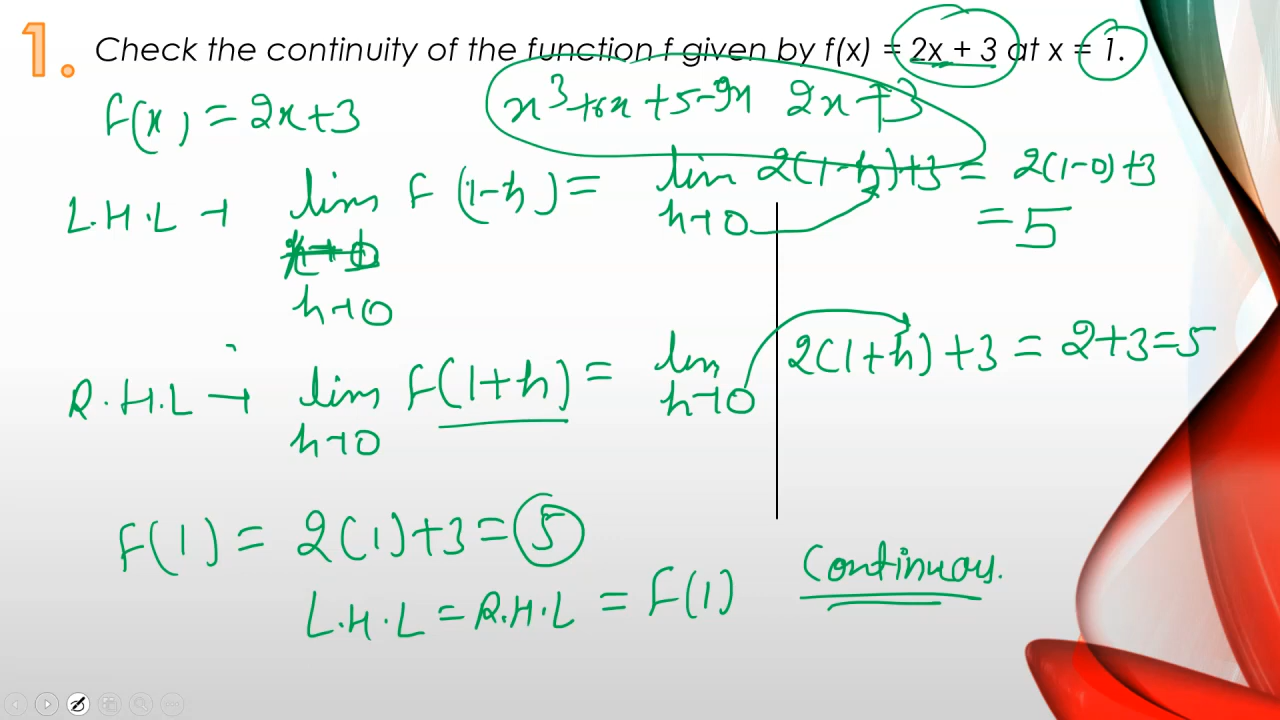 1. Check the continuity of the function f given by f(x) = 2x + 3 at x = 1.
f(x) = 2x+3
x³+6x+5-9x 2x+3
L.H.L → lim f(1-h) = lim 2(1-h)+3 = 2(1-0)+3
h→0 h→0 = 5
R.H.L → lim f(1+h) = lim 2(1+h)+3 = 2+3=5
h→0 h→0
f(1) = 2(1)+3 = 5
L.H.L = R.H.L = f(1) Continuous.